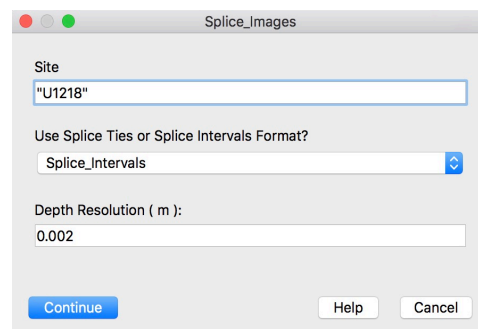 Splice_Images
Site
"U1218"
Use Splice Ties or Splice Intervals Format?
Splice_Intervals
Depth Resolution ( m ):
0.002
Continue Help Cancel